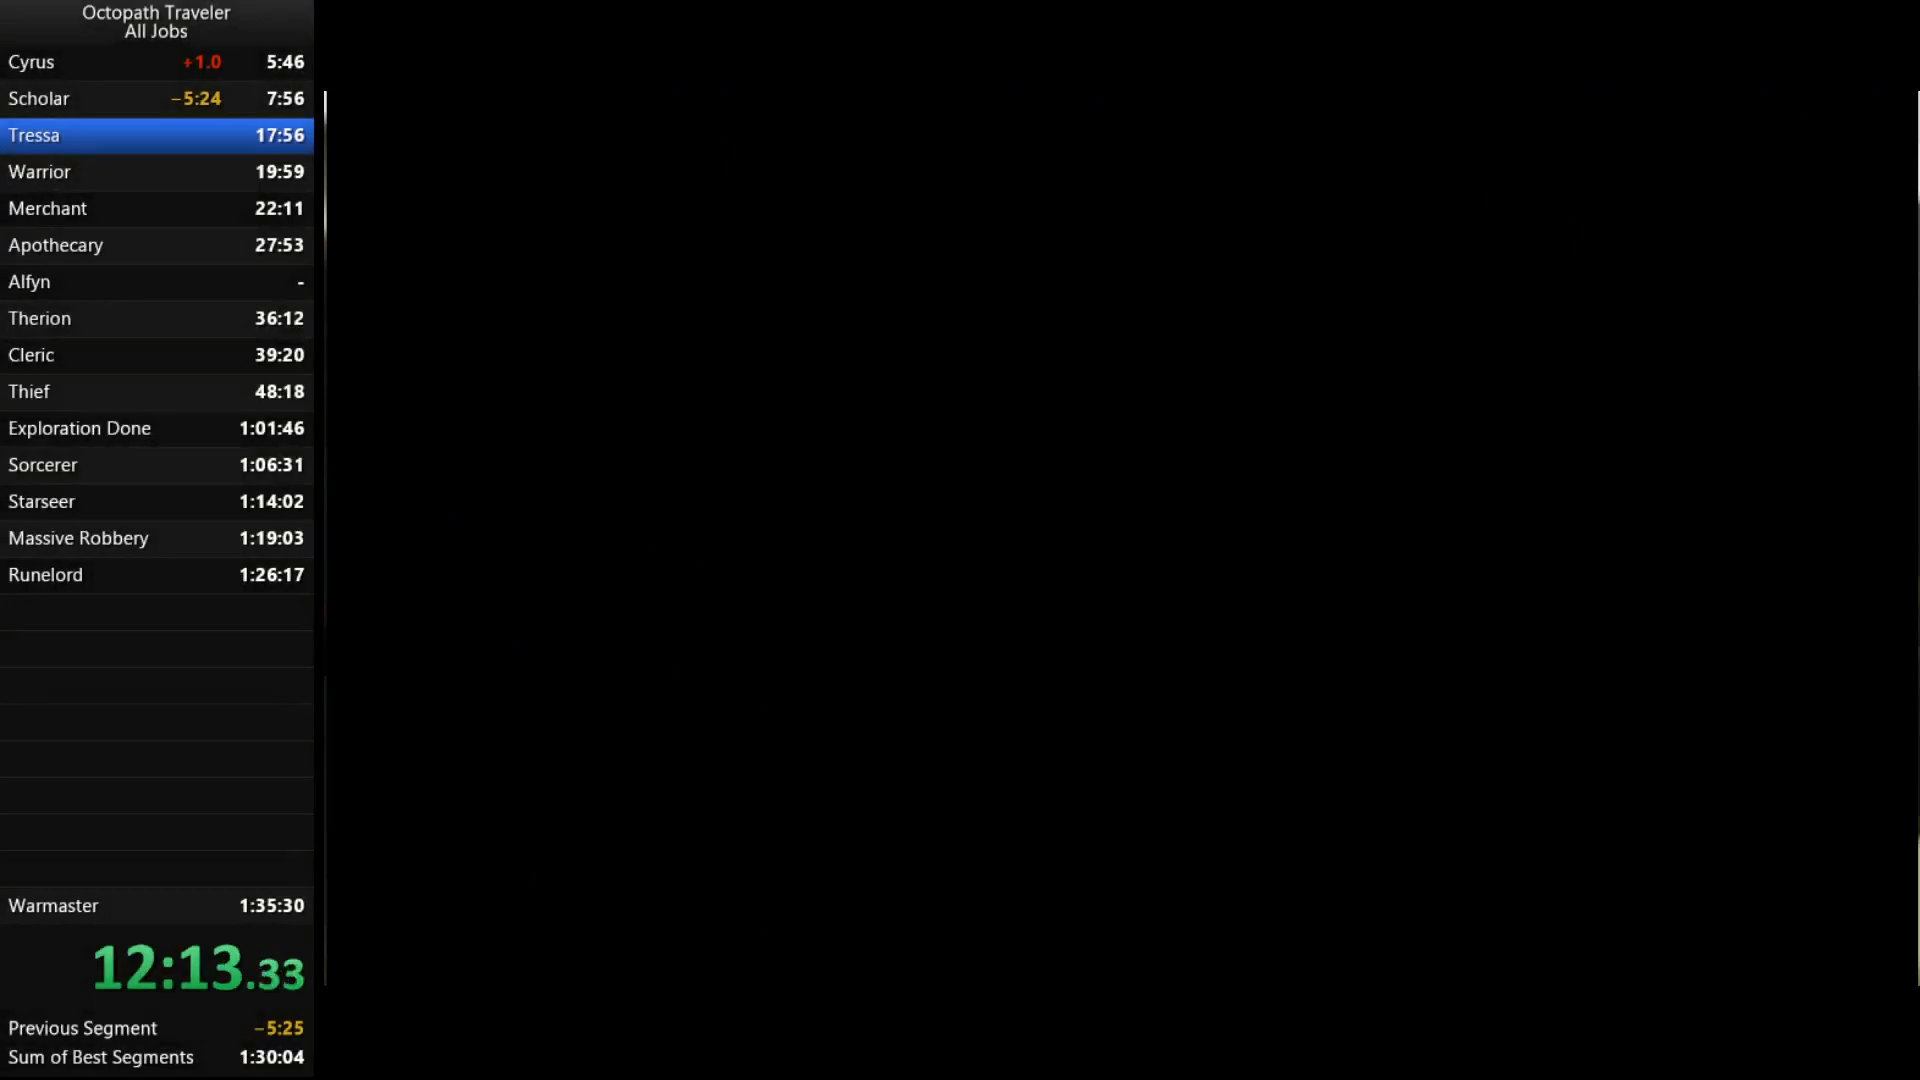 Octopath Traveler
All Jobs
Cyrus +1.0 5:46
Scholar −5:24 7:56
Tressa 17:56
Warrior 19:59
Merchant 22:11
Apothecary 27:53
Alfyn -
Therion 36:12
Cleric 39:20
Thief 48:18
Exploration Done 1:01:46
Sorcerer 1:06:31
Starseer 1:14:02
Massive Robbery 1:19:03
Runelord 1:26:17
Warmaster 1:35:30
12:13.33
Previous Segment −5:25
Sum of Best Segments 1:30:04